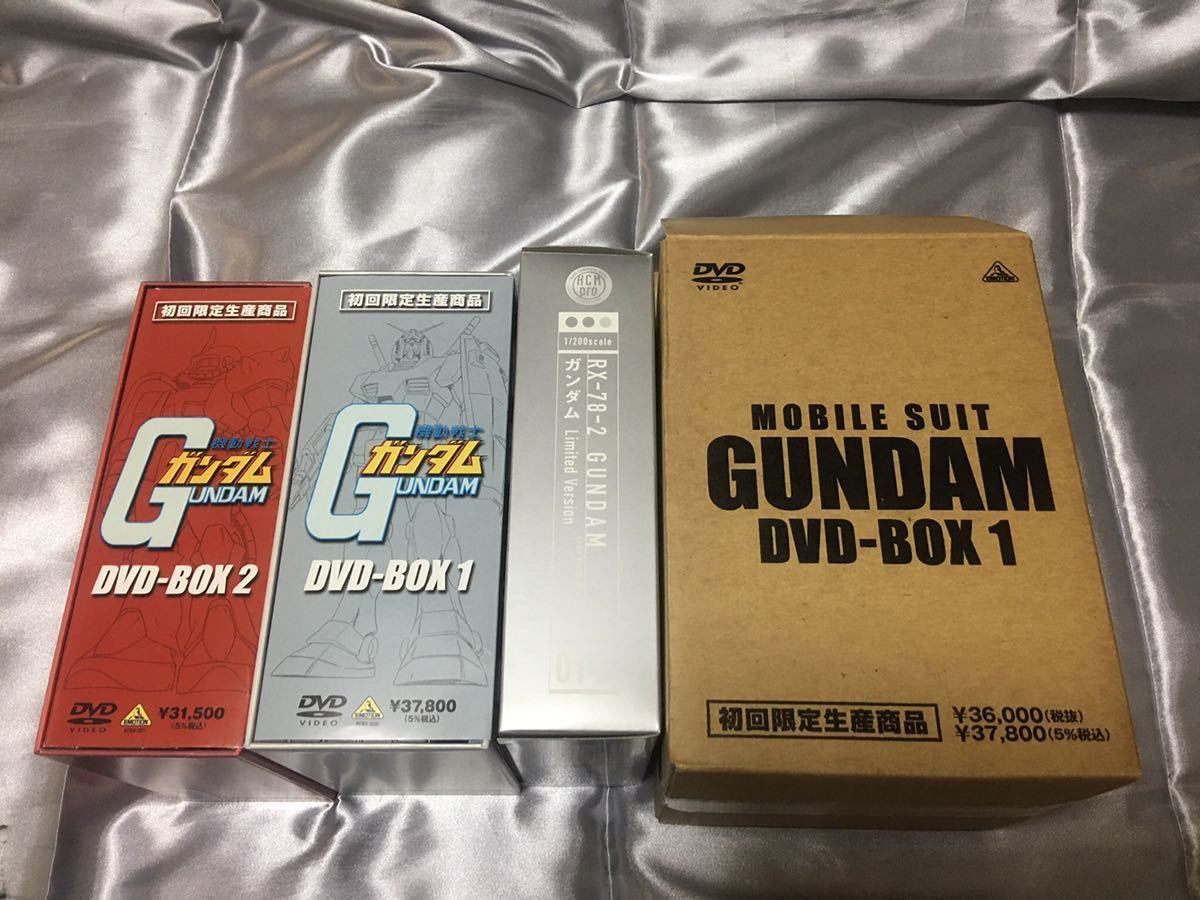 初回限定生産商品
機動戦士
ガンダム
GUNDAM
DVD-BOX 2
DVD
VIDEO
EMOTION
¥31,500
(5%税込)
初回限定生産商品
機動戦士
ガンダム
GUNDAM
DVD-BOX 1
DVD
VIDEO
EMOTION
¥37,800
(5%税込)
HCM
pro
1/200scale
RX-78-2 GUNDAM
ガンダム Limited Version
01
DVD
VIDEO
EMOTION
MOBILE SUIT
GUNDAM
DVD-BOX 1
初回限定生産商品
¥36,000(税抜)
¥37,800(5%税込)